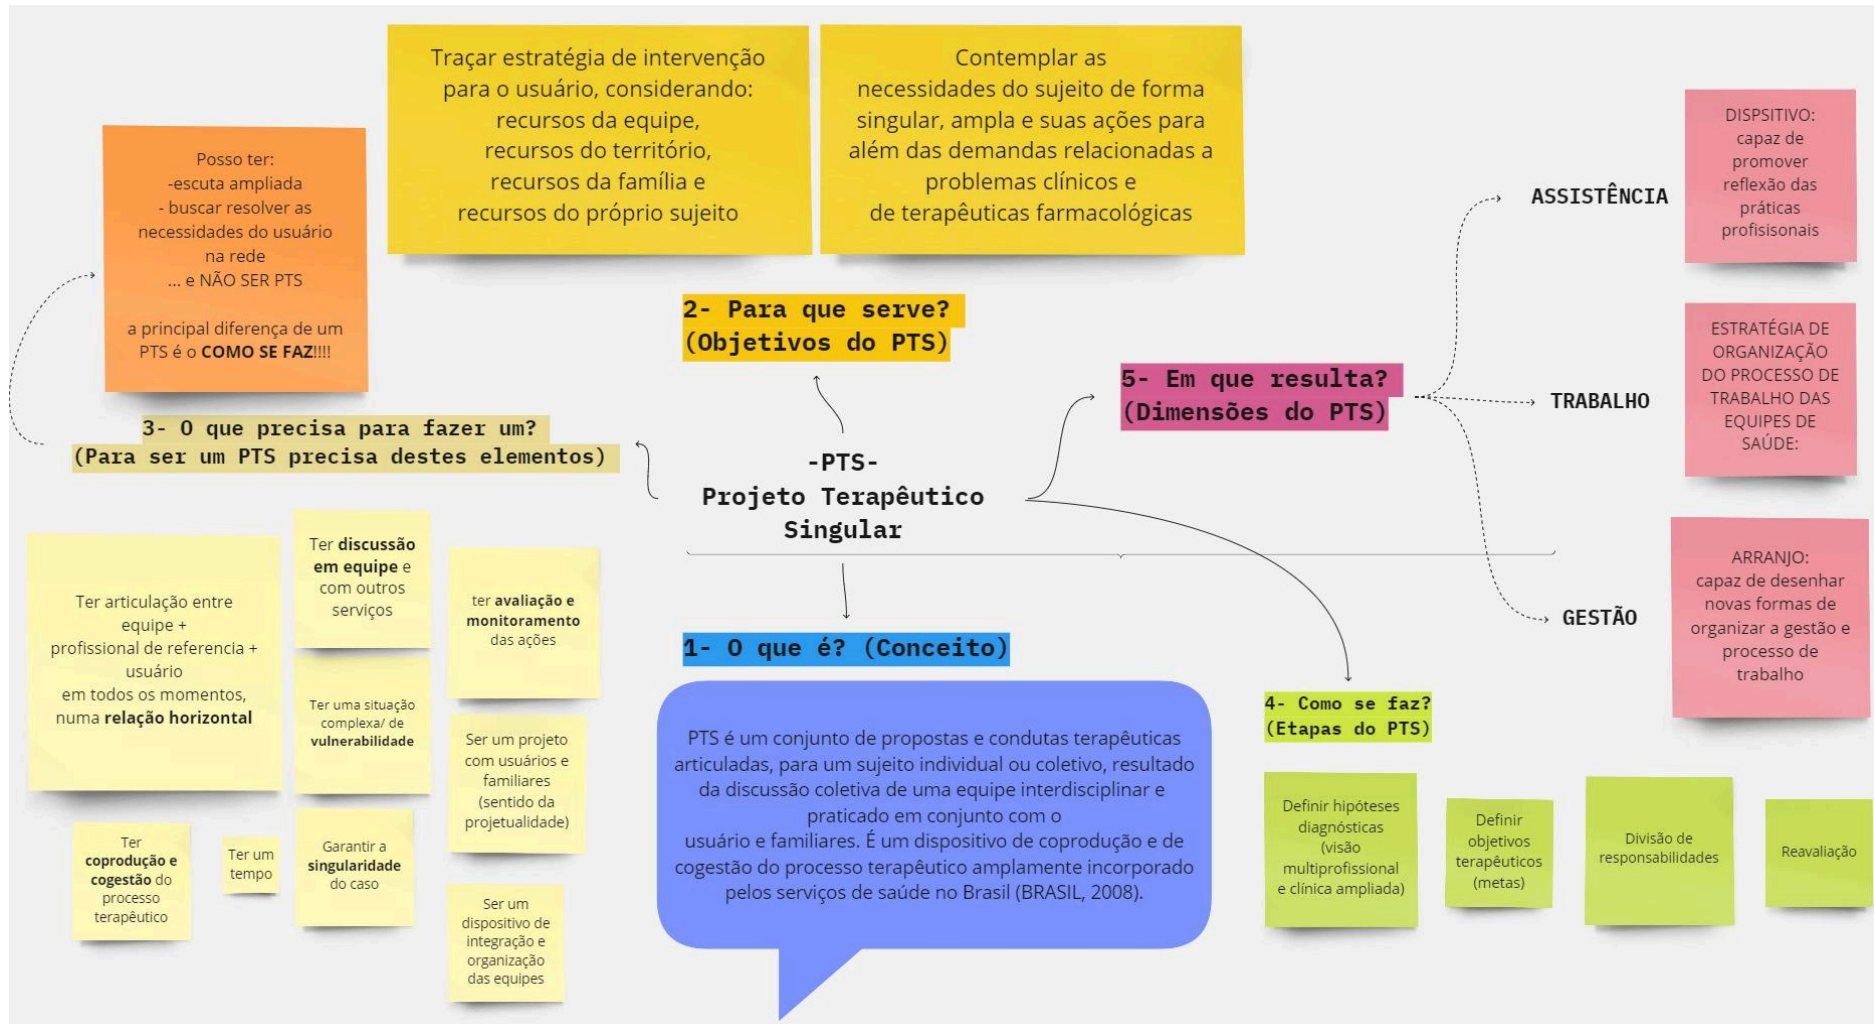 Traçar estratégia de intervenção
para o usuário, considerando:
recursos da equipe,
recursos do território,
recursos da família e
recursos do próprio sujeito
Contemplar as
necessidades do sujeito de forma
singular, ampla e suas ações para
além das demandas relacionadas a
problemas clínicos e
de terapêuticas farmacológicas
Posso ter:
-escuta ampliada
- buscar resolver as
necessidades do usuário
na rede
... e NÃO SER PTS
a principal diferença de um
PTS é o COMO SE FAZ!!!!
2- Para que serve?
(Objetivos do PTS)
3- O que precisa para fazer um?
(Para ser um PTS precisa destes elementos)
-PTS-
Projeto Terapêutico
Singular
5- Em que resulta?
(Dimensões do PTS)
ASSISTÊNCIA
DISPSITIVO:
capaz de
promover
reflexão das
práticas
profisisonais
TRABALHO
ESTRATÉGIA DE
ORGANIZAÇÃO
DO PROCESSO DE
TRABALHO DAS
EQUIPES DE
SAÚDE:
GESTÃO
ARRANJO:
capaz de desenhar
novas formas de
organizar a gestão e
processo de
trabalho
Ter articulação entre
equipe +
profissional de referencia +
usuário
em todos os momentos,
numa relação horizontal
Ter discussão
em equipe e
com outros
serviços
ter avaliação e
monitoramento
das ações
Ter uma situação
complexa/ de
vulnerabilidade
Ser um projeto
com usuários e
familiares
(sentido da
projetualidade)
Ter
coprodução e
cogestão do
processo
terapêutico
Ter um
tempo
Garantir a
singularidade
do caso
Ser um
dispositivo de
integração e
organização
das equipes
1- O que é? (Conceito)
PTS é um conjunto de propostas e condutas terapêuticas
articuladas, para um sujeito individual ou coletivo, resultado
da discussão coletiva de uma equipe interdisciplinar e
praticado em conjunto com o
usuário e familiares. É um dispositivo de coprodução e de
cogestão do processo terapêutico amplamente incorporado
pelos serviços de saúde no Brasil (BRASIL, 2008).
4- Como se faz?
(Etapas do PTS)
Definir hipóteses
diagnósticas
(visão
multiprofissional
e clínica ampliada)
Definir
objetivos
terapêuticos
(metas)
Divisão de
responsabilidades
Reavaliação